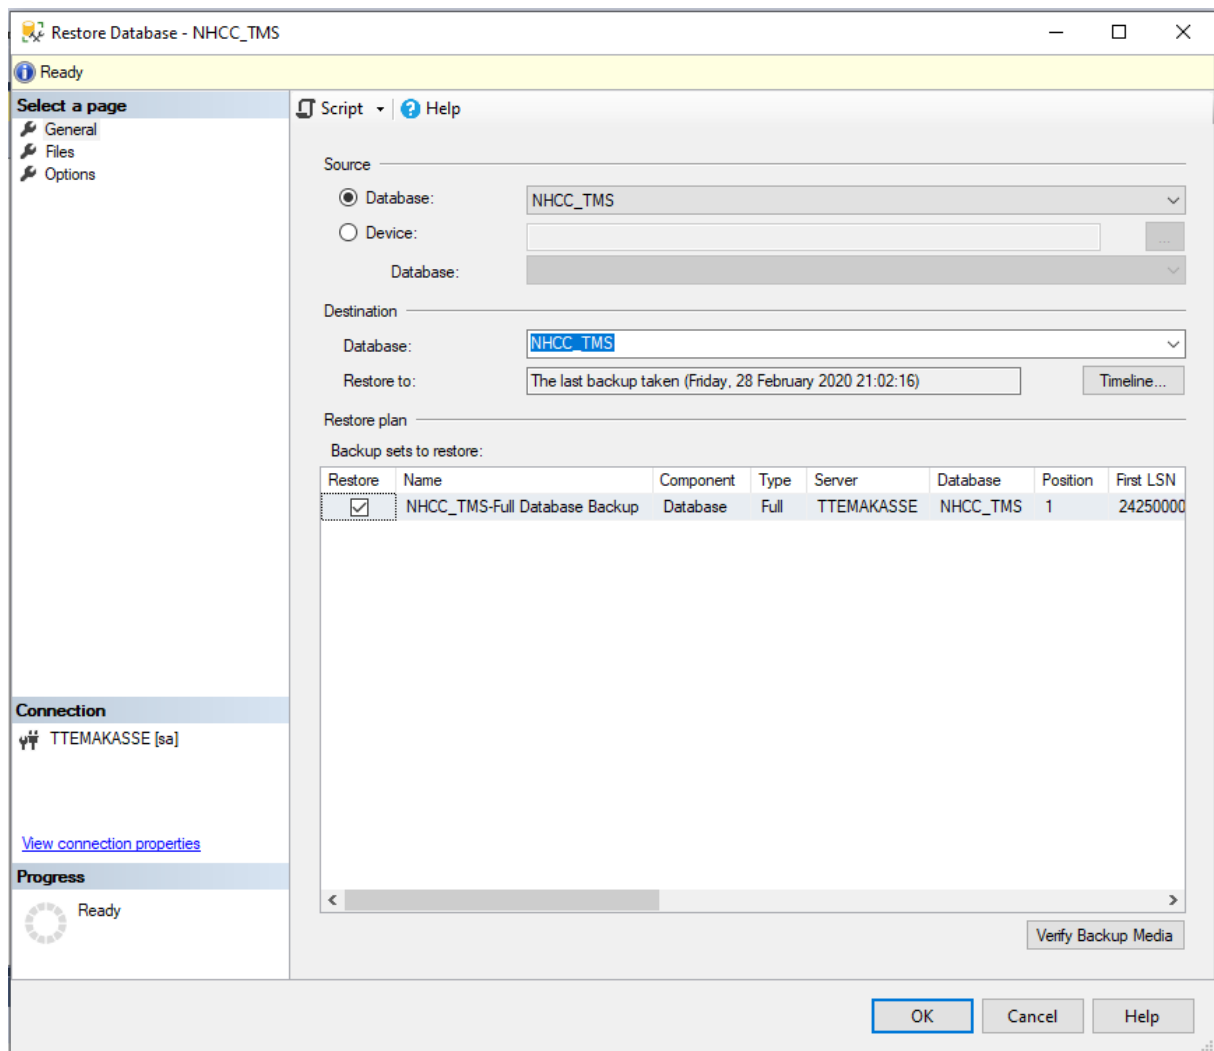 Restore Database - NHCC_TMS
Ready
Select a page
General
Files
Options
Script
Help
Source
Database: NHCC_TMS
Device:
...
Database:
Destination
Database: NHCC_TMS
Restore to: The last backup taken (Friday, 28 February 2020 21:02:16) Timeline...
Restore plan
Backup sets to restore:
Restore Name Component Type Server Database Position First LSN
NHCC_TMS-Full Database Backup Database Full TTEMAKASSE NHCC_TMS 1 24250000
Connection
TTEMAKASSE [sa]
View connection properties
Progress
Ready
Verify Backup Media
OK Cancel Help